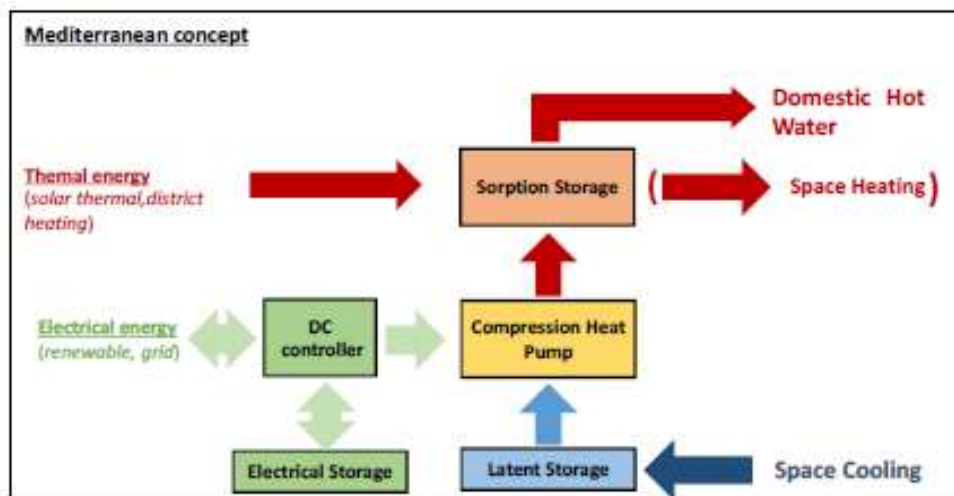 Mediterranean concept
Domestic Hot
Water
Themal energy
(solar thermal,district
heating)
Sorption Storage
( Space Heating )
Electrical energy
(renewable, grid)
DC
controller
Compression Heat
Pump
Electrical Storage
Latent Storage
Space Cooling